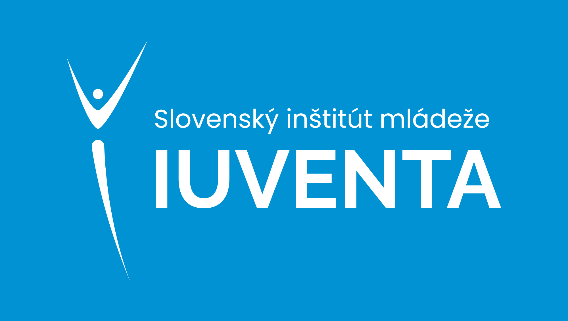 Slovenský inštitút mládeže
IUVENTA